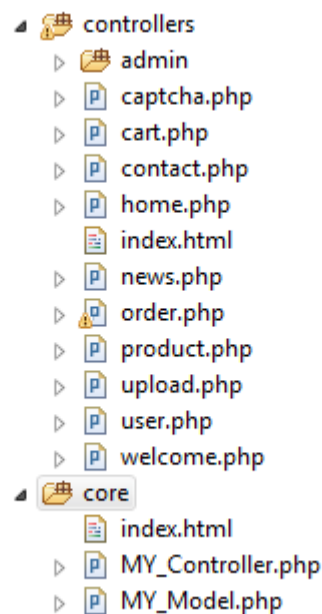 controllers
admin
captcha.php
cart.php
contact.php
home.php
index.html
news.php
order.php
product.php
upload.php
user.php
welcome.php
core
index.html
MY_Controller.php
MY_Model.php